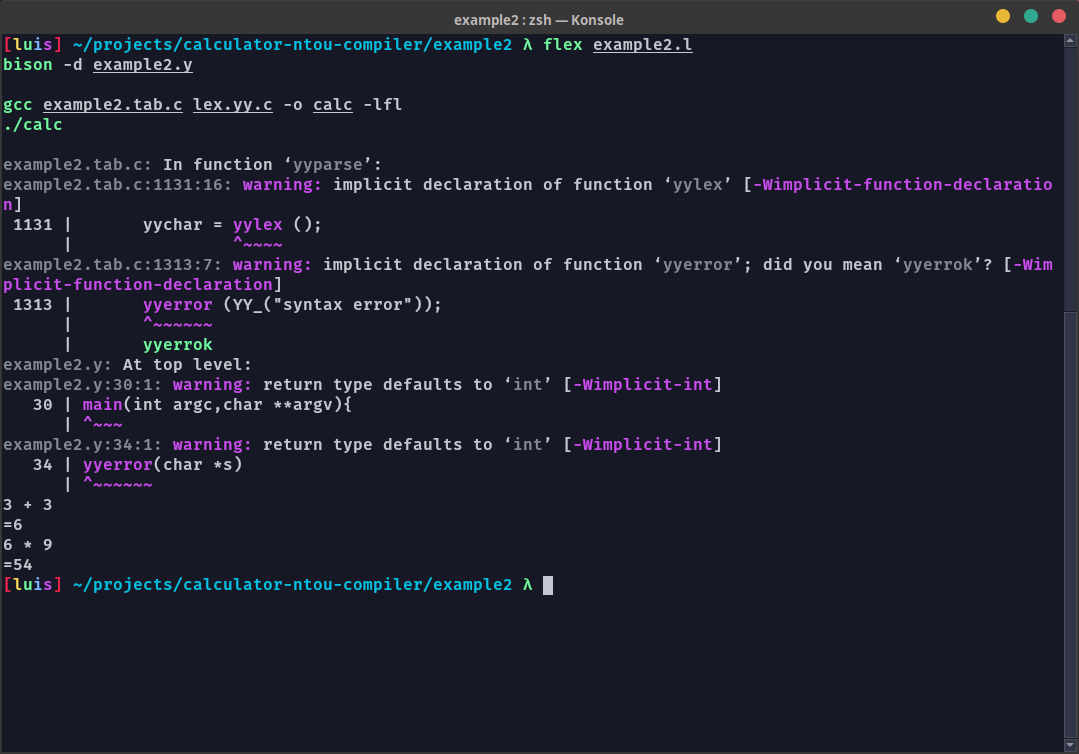 example2 : zsh — Konsole
[luis] ~/projects/calculator-ntou-compiler/example2 λ flex example2.l
bison -d example2.y

gcc example2.tab.c lex.yy.c -o calc -lfl
./calc

example2.tab.c: In function ‘yyparse’:
example2.tab.c:1131:16: warning: implicit declaration of function ‘yylex’ [-Wimplicit-function-declaratio
n]
 1131 |       yychar = yylex ();
      |                ^~~~~
example2.tab.c:1313:7: warning: implicit declaration of function ‘yyerror’; did you mean ‘yyerrok’? [-Wim
plicit-function-declaration]
 1313 |       yyerror (YY_("syntax error"));
      |       ^~~~~~~
      |       yyerrok
example2.y: At top level:
example2.y:30:1: warning: return type defaults to ‘int’ [-Wimplicit-int]
   30 | main(int argc,char **argv){
      | ^~~~
example2.y:34:1: warning: return type defaults to ‘int’ [-Wimplicit-int]
   34 | yyerror(char *s)
      | ^~~~~~~
3 + 3
=6
6 * 9
=54
[luis] ~/projects/calculator-ntou-compiler/example2 λ